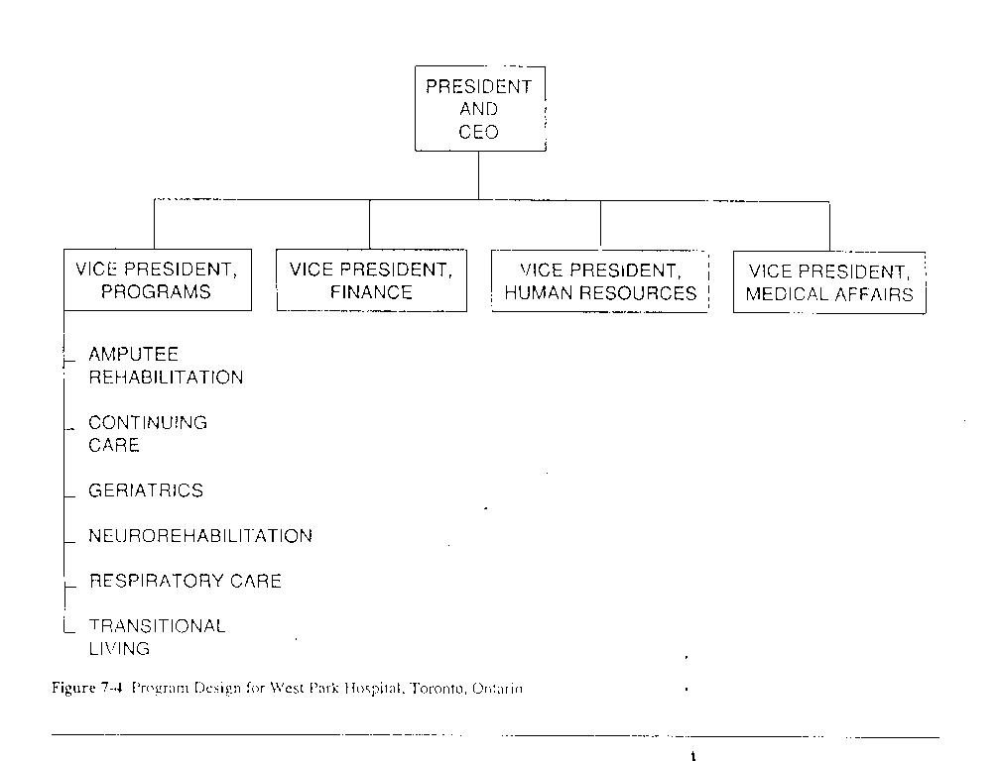 PRESIDENT
AND
CEO
VICE PRESIDENT,
PROGRAMS
VICE PRESIDENT,
FINANCE
VICE PRESIDENT,
HUMAN RESOURCES
VICE PRESIDENT,
MEDICAL AFFAIRS
AMPUTEE
REHABILITATION
CONTINUING
CARE
GERIATRICS
NEUROREHABILITATION
RESPIRATORY CARE
TRANSITIONAL
LIVING
Figure 7-4 Program Design for West Park Hospital, Toronto, Ontario